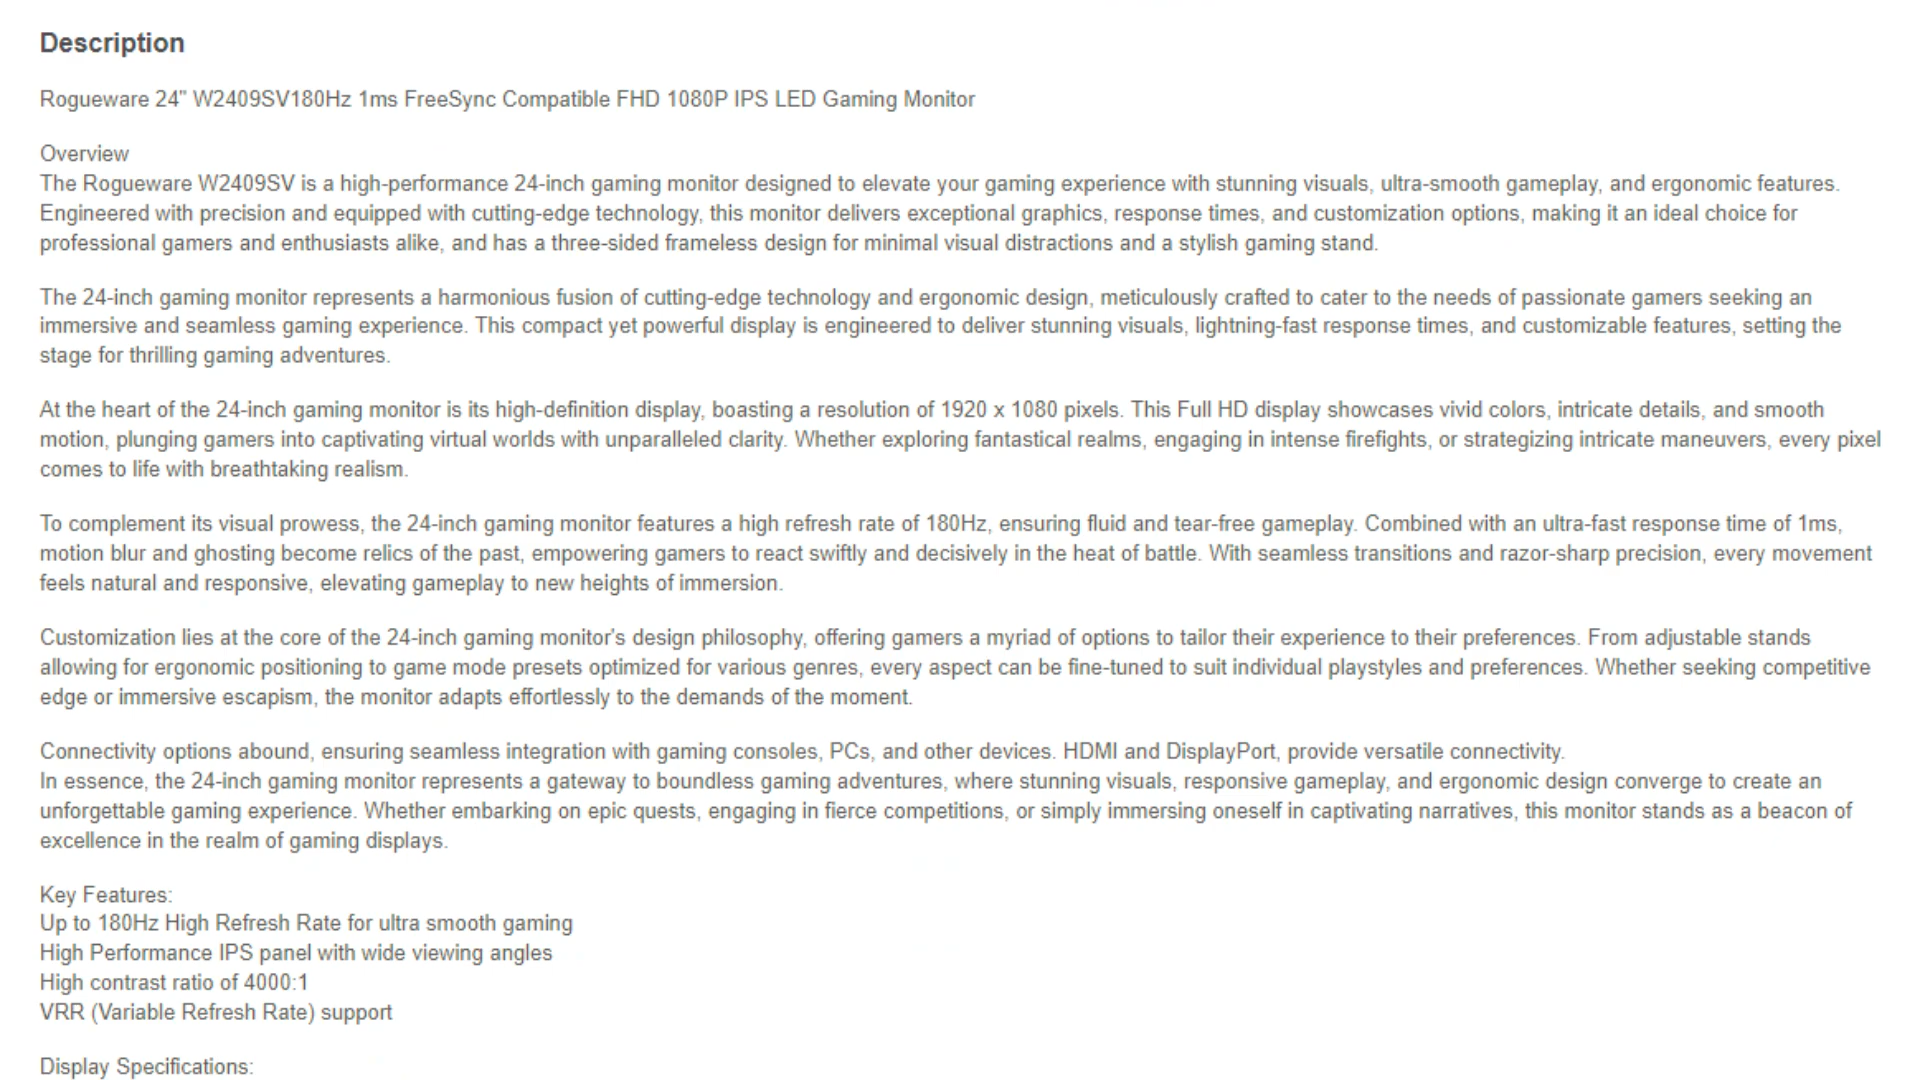 Description
Rogueware 24" W2409SV180Hz 1ms FreeSync Compatible FHD 1080P IPS LED Gaming Monitor
Overview
The Rogueware W2409SV is a high-performance 24-inch gaming monitor designed to elevate your gaming experience with stunning visuals, ultra-smooth gameplay, and ergonomic features.
Engineered with precision and equipped with cutting-edge technology, this monitor delivers exceptional graphics, response times, and customization options, making it an ideal choice for
professional gamers and enthusiasts alike, and has a three-sided frameless design for minimal visual distractions and a stylish gaming stand.
The 24-inch gaming monitor represents a harmonious fusion of cutting-edge technology and ergonomic design, meticulously crafted to cater to the needs of passionate gamers seeking an
immersive and seamless gaming experience. This compact yet powerful display is engineered to deliver stunning visuals, lightning-fast response times, and customizable features, setting the
stage for thrilling gaming adventures.
At the heart of the 24-inch gaming monitor is its high-definition display, boasting a resolution of 1920 x 1080 pixels. This Full HD display showcases vivid colors, intricate details, and smooth
motion, plunging gamers into captivating virtual worlds with unparalleled clarity. Whether exploring fantastical realms, engaging in intense firefights, or strategizing intricate maneuvers, every pixel
comes to life with breathtaking realism.
To complement its visual prowess, the 24-inch gaming monitor features a high refresh rate of 180Hz, ensuring fluid and tear-free gameplay. Combined with an ultra-fast response time of 1ms,
motion blur and ghosting become relics of the past, empowering gamers to react swiftly and decisively in the heat of battle. With seamless transitions and razor-sharp precision, every movement
feels natural and responsive, elevating gameplay to new heights of immersion.
Customization lies at the core of the 24-inch gaming monitor's design philosophy, offering gamers a myriad of options to tailor their experience to their preferences. From adjustable stands
allowing for ergonomic positioning to game mode presets optimized for various genres, every aspect can be fine-tuned to suit individual playstyles and preferences. Whether seeking competitive
edge or immersive escapism, the monitor adapts effortlessly to the demands of the moment.
Connectivity options abound, ensuring seamless integration with gaming consoles, PCs, and other devices. HDMI and DisplayPort, provide versatile connectivity.
In essence, the 24-inch gaming monitor represents a gateway to boundless gaming adventures, where stunning visuals, responsive gameplay, and ergonomic design converge to create an
unforgettable gaming experience. Whether embarking on epic quests, engaging in fierce competitions, or simply immersing oneself in captivating narratives, this monitor stands as a beacon of
excellence in the realm of gaming displays.
Key Features:
Up to 180Hz High Refresh Rate for ultra smooth gaming
High Performance IPS panel with wide viewing angles
High contrast ratio of 4000:1
VRR (Variable Refresh Rate) support
Display Specifications: